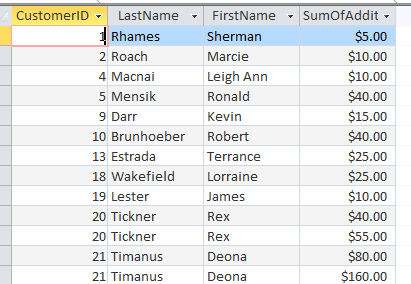 CustomerID LastName FirstName SumOfAddit
1 Rhames Sherman $5.00
2 Roach Marcie $10.00
4 Macnai Leigh Ann $10.00
5 Mensik Ronald $40.00
9 Darr Kevin $15.00
10 Brunhoeber Robert $40.00
13 Estrada Terrance $25.00
18 Wakefield Lorraine $25.00
19 Lester James $10.00
20 Tickner Rex $40.00
20 Tickner Rex $55.00
21 Timanus Deona $80.00
21 Timanus Deona $160.00